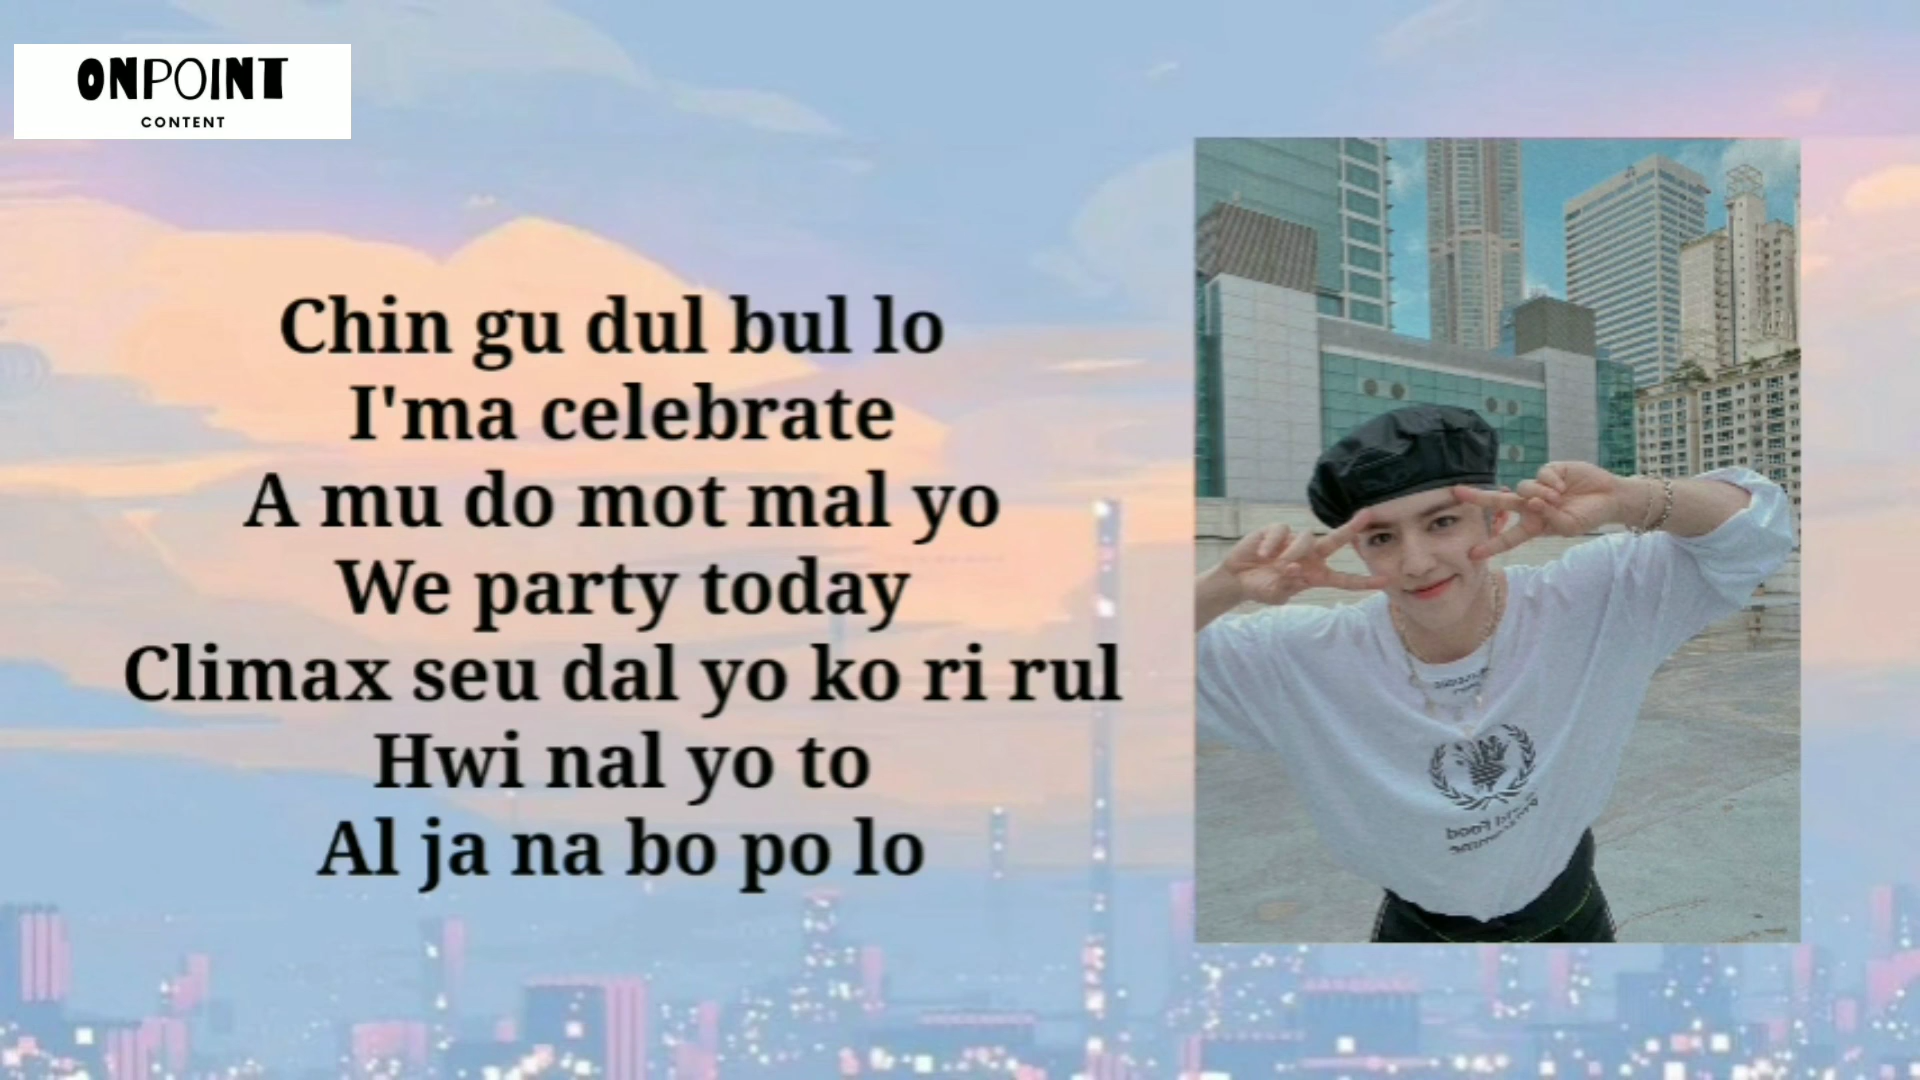 ONPOINT
CONTENT
Chin gu dul bul lo
I'ma celebrate
A mu do mot mal yo
We party today
Climax seu dal yo ko ri rul
Hwi nal yo to
Al ja na bo po lo